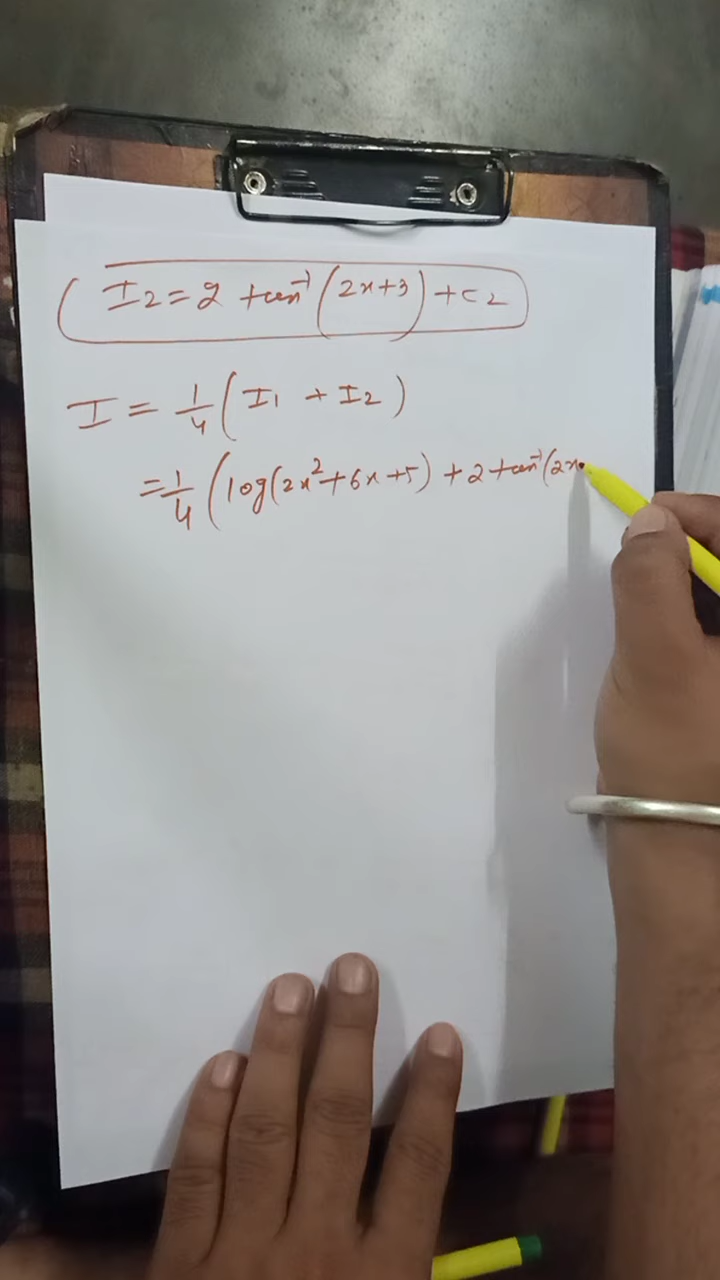 I2 = 2 tan⁻¹(2x+3) + C2
I = 1/4 (I1 + I2)
= 1/4 (log(2x²+6x+5) + 2 tan⁻¹(2x